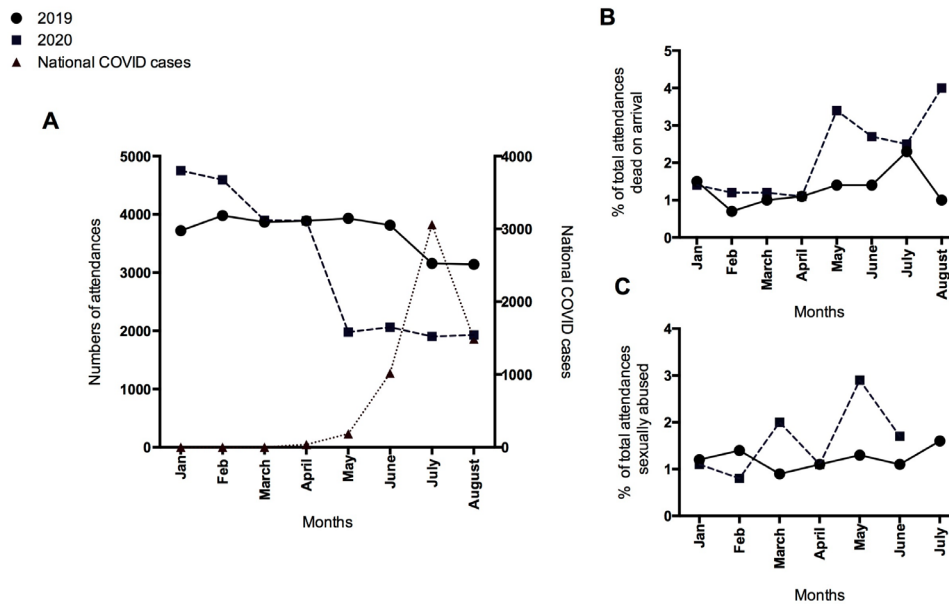 2019
2020
National COVID cases
A
5000
4000
3000
2000
1000
0
Numbers of attendances
4000
3000
2000
1000
0
National COVID cases
Jan
Feb
March
April
May
June
July
August
Months
B
5
4
3
2
1
0
% of total attendances
dead on arrival
Jan
Feb
March
April
May
June
July
August
Months
C
4
3
2
1
0
% of total attendances
sexually abused
Jan
Feb
March
April
May
June
July
Months